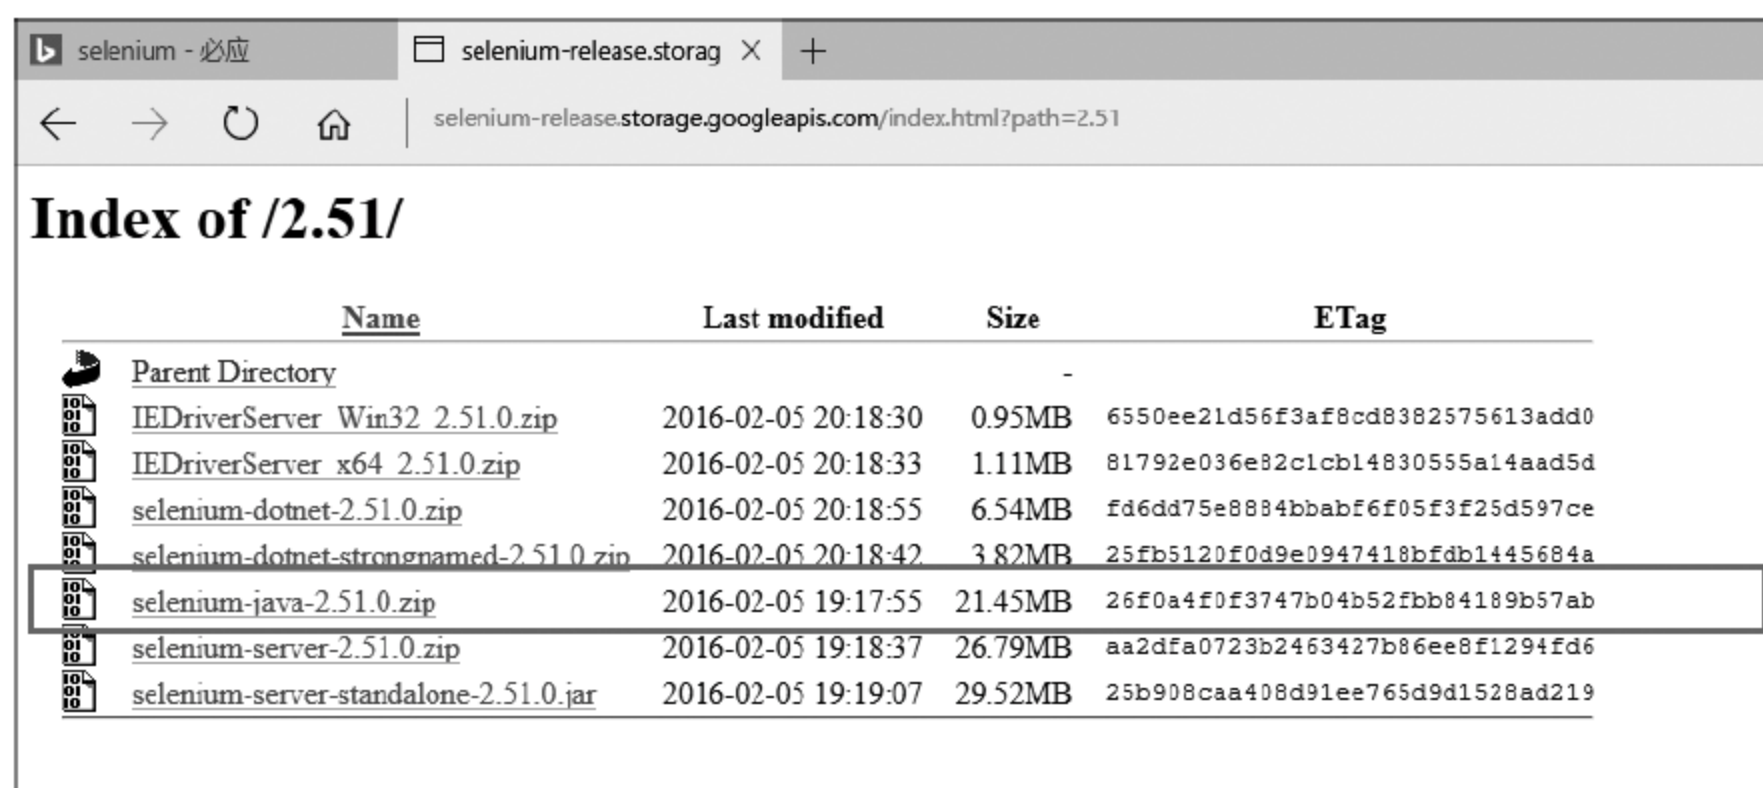 selenium - 必应
selenium-release.storag
selenium-release.storage.googleapis.com/index.html?path=2.51
Index of /2.51/
Name Last modified Size ETag
Parent Directory -
IEDriverServer_Win32_2.51.0.zip 2016-02-05 20:18:30 0.95MB 6550ee21d56f3af8cd8382575613add0
IEDriverServer_x64_2.51.0.zip 2016-02-05 20:18:33 1.11MB 81792e036e82c1cb14830555a14aad5d
selenium-dotnet-2.51.0.zip 2016-02-05 20:18:55 6.54MB fd6dd75e8884bbabf6f05f3f25d597ce
selenium-dotnet-strongnamed-2.51.0.zip 2016-02-05 20:18:42 3.82MB 25fb5120f0d9e0947418bfdb1445684a
selenium-java-2.51.0.zip 2016-02-05 19:17:55 21.45MB 26f0a4f0f3747b04b52fbb84189b57ab
selenium-server-2.51.0.zip 2016-02-05 19:18:37 26.79MB aa2dfa0723b2463427b86ee8f1294fd6
selenium-server-standalone-2.51.0.jar 2016-02-05 19:19:07 29.52MB 25b908caa408d91ee765d9d1528ad219